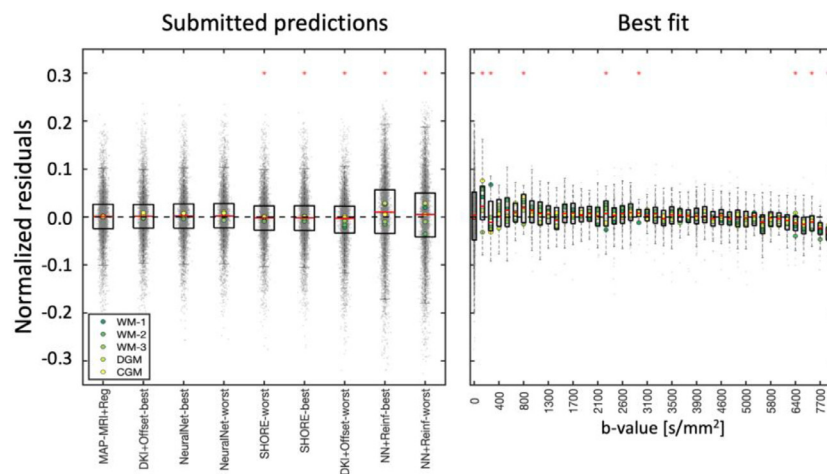 Submitted predictions
Best fit
Normalized residuals
0.3
0.2
0.1
0.0
-0.1
-0.2
-0.3
WM-1
WM-2
WM-3
DGM
CGM
MAP-MRI+Reg
DKI+Offset-best
NeuralNet-best
NeuralNet-worst
SHORE-worst
SHORE-best
DKI+Offset-worst
NN+Reinf-best
NN+Reinf-worst
0
400
800
1300
1700
2100
2600
3100
3500
4100
4600
5000
5800
6400
7700
b-value [s/mm²]